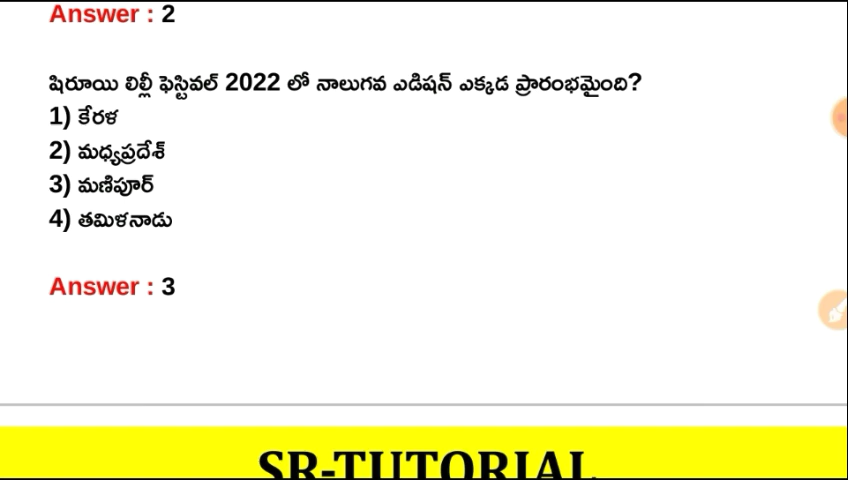 Answer : 2
షిరూయి లిల్లీ ఫెస్టివల్ 2022 లో నాలుగవ ఎడిషన్ ఎక్కడ ప్రారంభమైంది?
1) కేరళ
2) మధ్యప్రదేశ్
3) మణిపూర్
4) తమిళనాడు
Answer : 3
SR-TUTORIAL